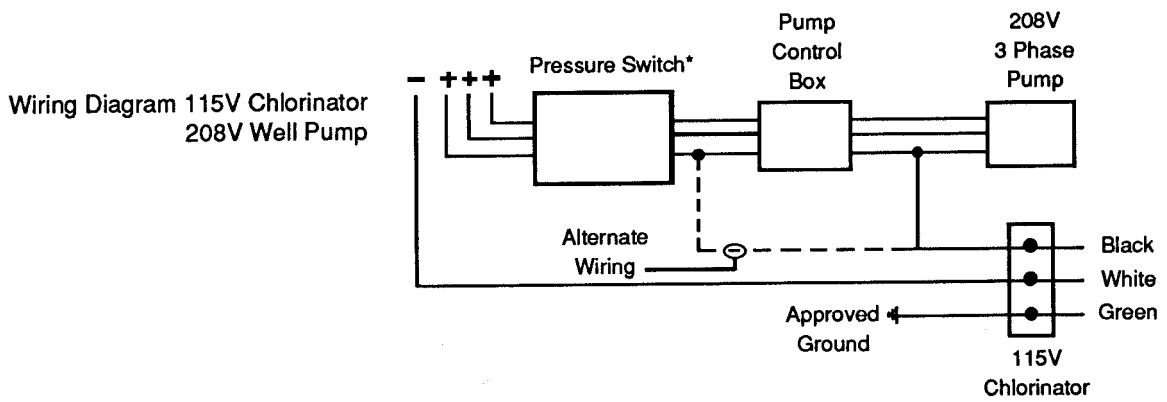 Wiring Diagram 115V Chlorinator
208V Well Pump
− + + +
Pressure Switch*
Pump
Control
Box
208V
3 Phase
Pump
Alternate
Wiring
Black
White
Green
Approved
Ground
115V
Chlorinator